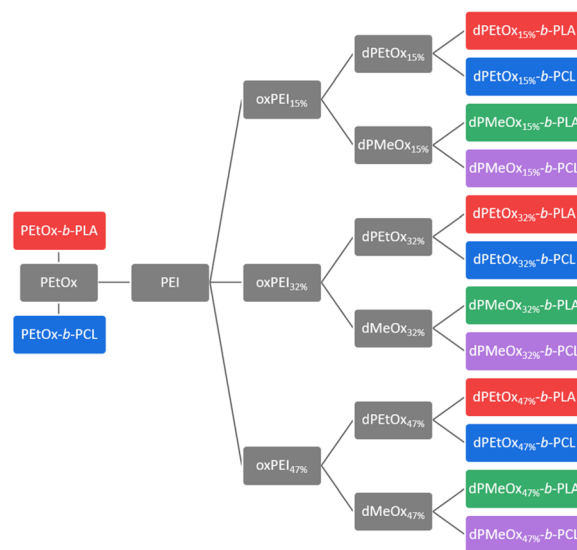 dPEtOx15%-b-PLA
dPEtOx15%
dPEtOx15%-b-PCL
oxPEI15%
dPMeOx15%-b-PLA
dPMeOx15%
dPMeOx15%-b-PCL
PEtOx-b-PLA
dPEtOx32%-b-PLA
dPEtOx32%
dPEtOx32%-b-PCL
PEtOx
PEI
oxPEI32%
dPMeOx32%-b-PLA
dMeOx32%
PEtOx-b-PCL
dPMeOx32%-b-PCL
dPEtOx47%-b-PLA
dPEtOx47%
dPEtOx47%-b-PCL
oxPEI47%
dPMeOx47%-b-PLA
dMeOx47%
dPMeOx47%-b-PCL